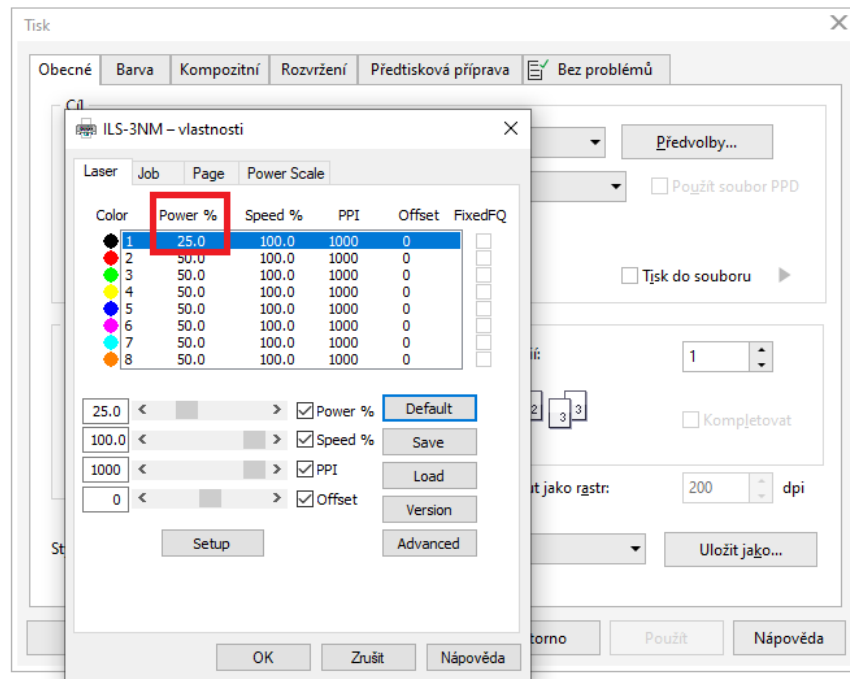 Tisk
Obecné Barva Kompozitní Rozvržení Předtisková příprava Bez problémů
Cíl
ILS-3NM – vlastnosti
Předvolby...
Laser Job Page Power Scale
Použít soubor PPD
Color Power % Speed % PPI Offset FixedFQ
1 25.0 100.0 1000 0
2 50.0 100.0 1000 0
3 50.0 100.0 1000 0
Tisk do souboru
4 50.0 100.0 1000 0
5 50.0 100.0 1000 0
6 50.0 100.0 1000 0
7 50.0 100.0 1000 0
8 50.0 100.0 1000 0
1
25.0 Power % Default
2 3 3
Kompletovat
100.0 Speed % Save
1000 PPI Load
jako rastr: 200 dpi
0 Offset Version
Setup Advanced
Uložit jako...
torno Použít Nápověda
OK Zrušit Nápověda